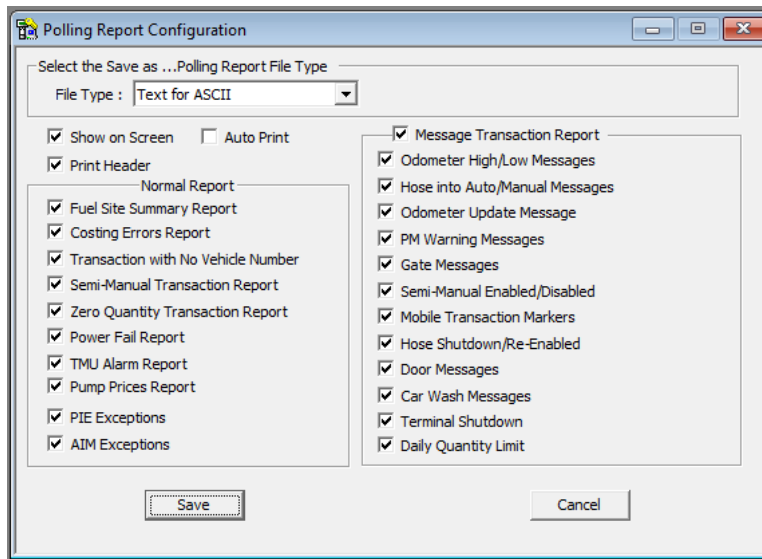 Polling Report Configuration
Select the Save as ...Polling Report File Type
File Type : Text for ASCII
Show on Screen Auto Print
Print Header
Normal Report
Fuel Site Summary Report
Costing Errors Report
Transaction with No Vehicle Number
Semi-Manual Transaction Report
Zero Quantity Transaction Report
Power Fail Report
TMU Alarm Report
Pump Prices Report
PIE Exceptions
AIM Exceptions
Message Transaction Report
Odometer High/Low Messages
Hose into Auto/Manual Messages
Odometer Update Message
PM Warning Messages
Gate Messages
Semi-Manual Enabled/Disabled
Mobile Transaction Markers
Hose Shutdown/Re-Enabled
Door Messages
Car Wash Messages
Terminal Shutdown
Daily Quantity Limit
Save Cancel